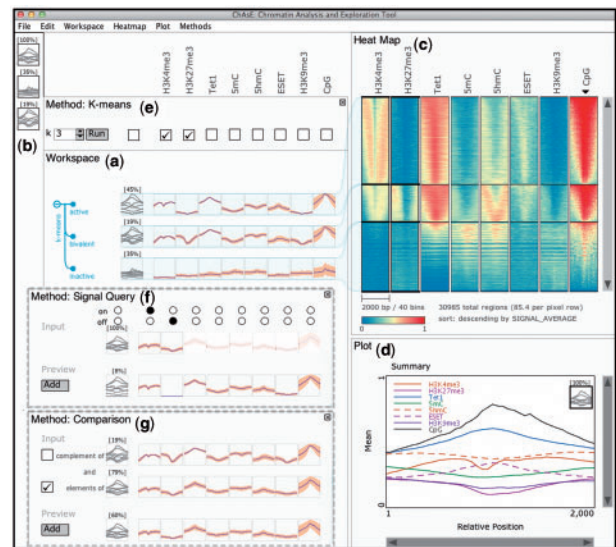 ChAsE: Chromatin Analysis and Exploration Tool
File Edit Workspace Heatmap Plot Methods
[100%]
[35%]
[19%]
(b)
H3K4me3
H3K27me3
Tet1
5mC
5hmC
ESET
H3K9me3
CpG
Method: K-means (e)
k 3 Run
Workspace (a)
k-means
active
bivalent
inactive
[45%]
[19%]
[35%]
Method: Signal Query (f)
on
off
Input
[100%]
Preview
Add
[8%]
Method: Comparison (g)
Input
[19%]
complement of
and
[79%]
elements of
Preview
Add
[60%]
Heat Map (c)
H3K4me3
H3K27me3
Tet1
5mC
5hmC
ESET
H3K9me3
◀ CpG
2000 bp / 40 bins
30985 total regions (85.4 per pixel row)
sort: descending by SIGNAL_AVERAGE
0 1
Plot (d)
Summary
[100%]
H3K4me3
H3K27me3
Tet1
5mC
5hmC
ESET
H3K9me3
CpG
1
Mean
0
1 2,000
Relative Position